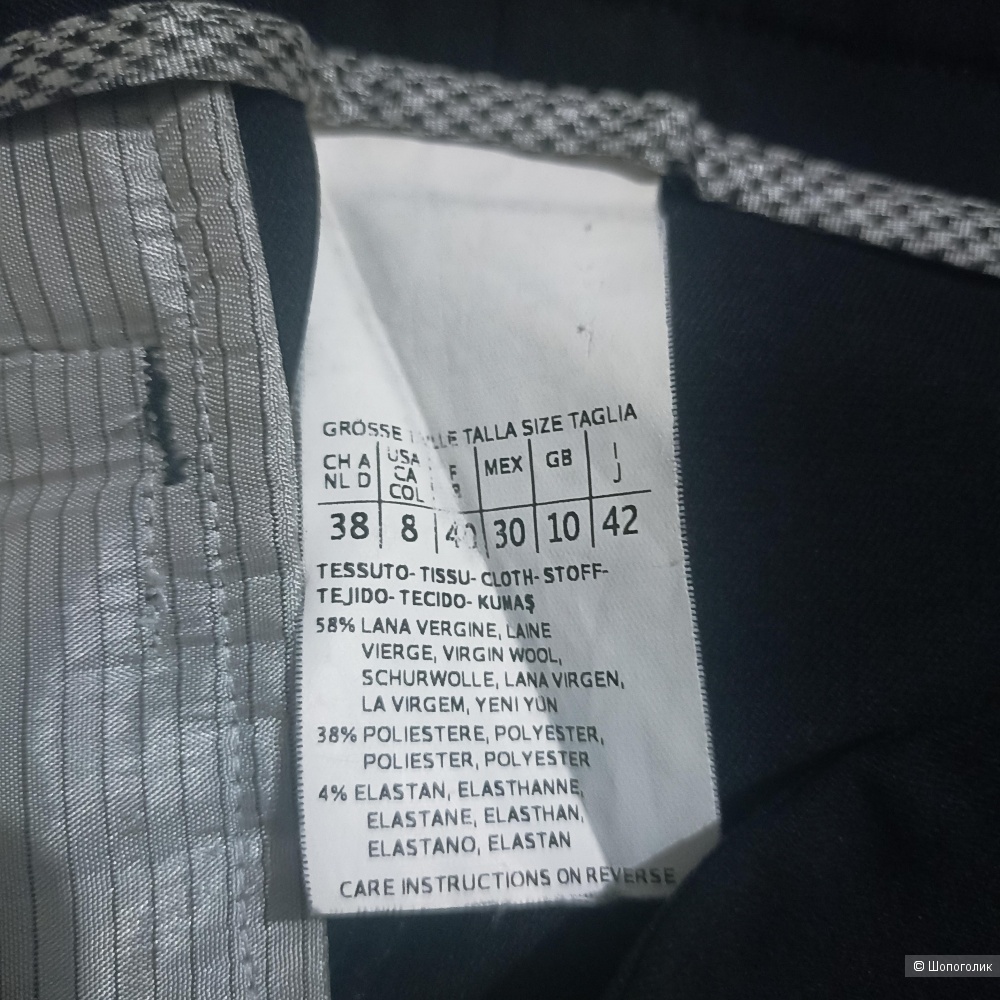 GRÖSSE TALLA SIZE TAGLIA
CH A USA F MEX GB I
NL D CA J
COL
38 8 40 30 10 42
TESSUTO- TISSU- CLOTH- STOFF-
TEJIDO- TECIDO- KUMAŞ
58% LANA VERGINE, LAINE
VIERGE, VIRGIN WOOL,
SCHURWOLLE, LANA VIRGEN,
LA VIRGEM, YENI YUN
38% POLIESTERE, POLYESTER,
POLIESTER, POLYESTER
4% ELASTAN, ELASTHANNE,
ELASTANE, ELASTHAN,
ELASTANO, ELASTAN
CARE INSTRUCTIONS ON REVERSE
© Шопоголик